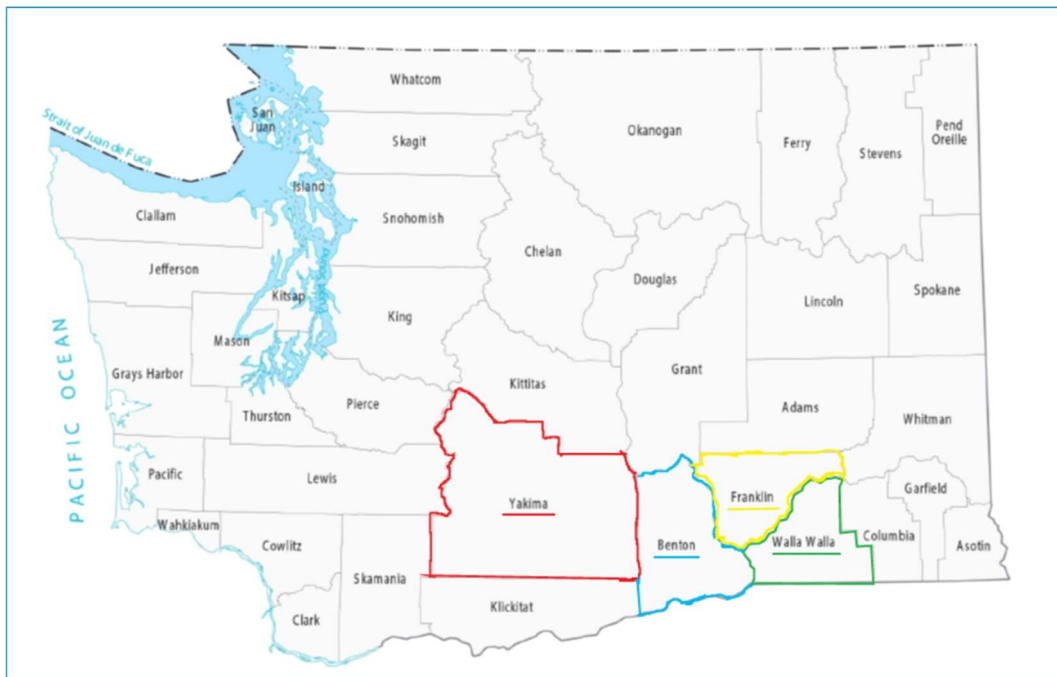 Whatcom
San
Juan
Skagit
Strait of Juan de Fuca
Island
Okanogan
Ferry
Stevens
Pend
Oreille
Clallam
Snohomish
Chelan
Jefferson
Kitsap
Puget Sound
Douglas
Lincoln
Spokane
King
Mason
Grays Harbor
Kittitas
Grant
Pierce
Thurston
Adams
Whitman
PACIFIC OCEAN
Pacific
Lewis
Yakima
Franklin
Garfield
Wahkiakum
Cowlitz
Benton
Walla Walla
Columbia
Asotin
Skamania
Klickitat
Clark